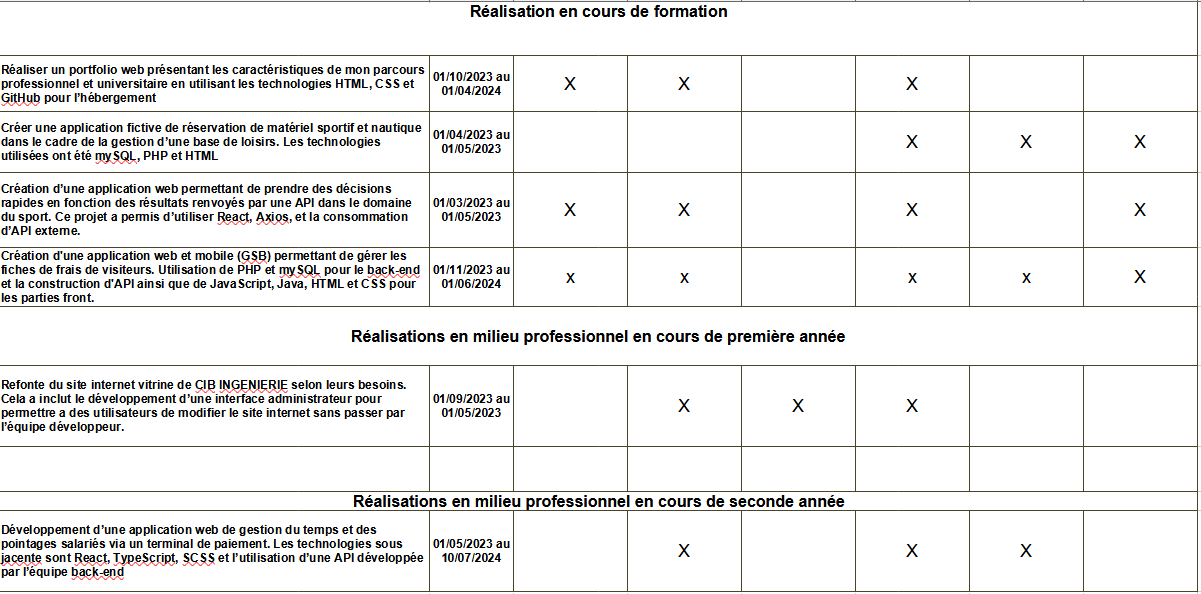 Réalisation en cours de formation
Réaliser un portfolio web présentant les caractéristiques de mon parcours
professionnel et universitaire en utilisant les technologies HTML, CSS et
GitHub pour l'hébergement
01/10/2023 au
01/04/2024
X X X
Créer une application fictive de réservation de matériel sportif et nautique
dans le cadre de la gestion d'une base de loisirs. Les technologies
utilisées ont été mySQL, PHP et HTML
01/04/2023 au
01/05/2023
X X X
Création d'une application web permettant de prendre des décisions
rapides en fonction des résultats renvoyés par une API dans le domaine
du sport. Ce projet a permis d'utiliser React, Axios, et la consommation
d'API externe.
01/03/2023 au
01/05/2023
X X X X
Création d'une application web et mobile (GSB) permettant de gérer les
fiches de frais de visiteurs. Utilisation de PHP et mySQL pour le back-end
et la construction d'API ainsi que de JavaScript, Java, HTML et CSS pour
les parties front.
01/11/2023 au
01/06/2024
x x x x X
Réalisations en milieu professionnel en cours de première année
Refonte du site internet vitrine de CIB INGENIERIE selon leurs besoins.
Cela a inclut le développement d'une interface administrateur pour
permettre a des utilisateurs de modifier le site internet sans passer par
l'équipe développeur.
01/09/2023 au
01/05/2023
X X X
Réalisations en milieu professionnel en cours de seconde année
Développement d'une application web de gestion du temps et des
pointages salariés via un terminal de paiement. Les technologies sous
jacente sont React, TypeScript, SCSS et l'utilisation d'une API développée
par l'équipe back-end
01/05/2023 au
10/07/2024
X X X